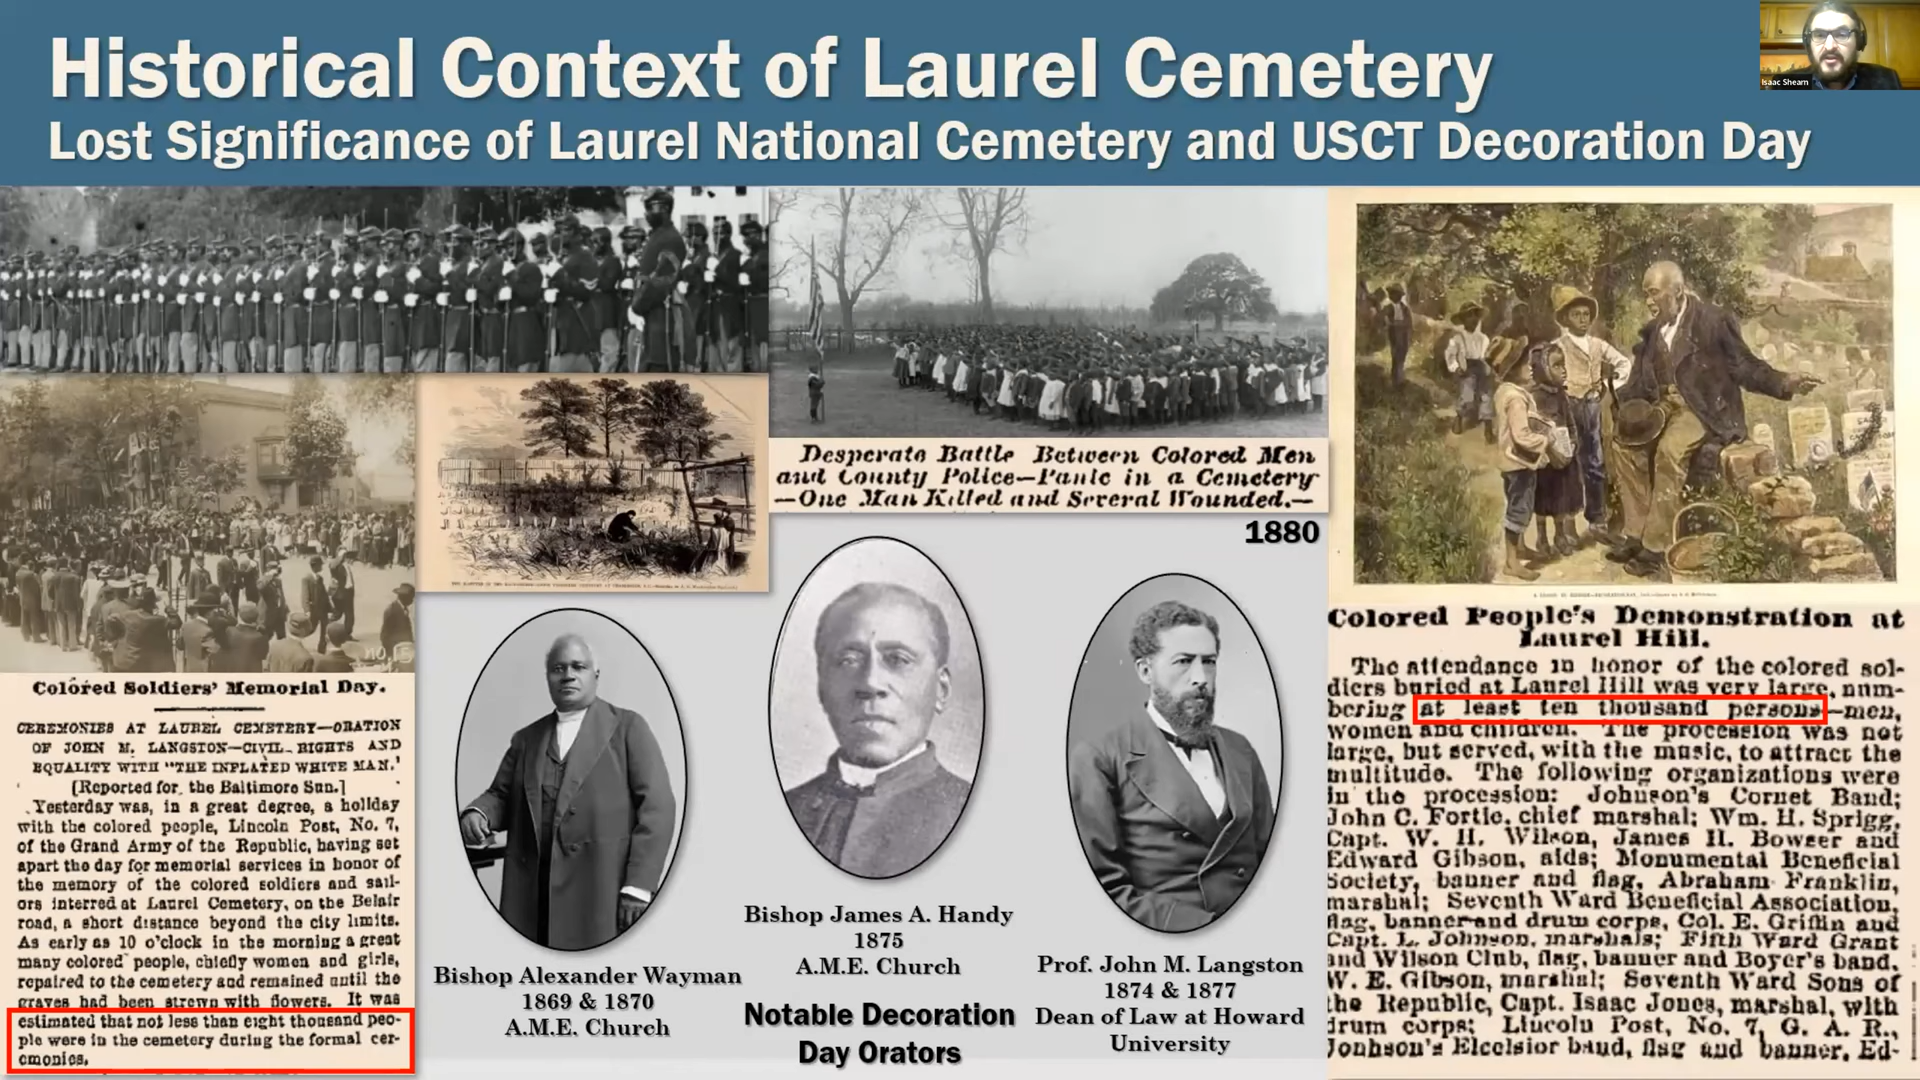 Historical Context of Laurel Cemetery
Lost Significance of Laurel National Cemetery and USCT Decoration Day
Isaac Shearn
Desperate Battle Between Colored Men
and County Police—Panic in a Cemetery
—One Man Killed and Several Wounded.—
1880
NO. 15
Colored Soldiers' Memorial Day.
CEREMONIES AT LAUREL CEMETERY—ORATION
OF JOHN M. LANGSTON—CIVIL RIGHTS AND
EQUALITY WITH "THE INFLATED WHITE MAN.'
[Reported for the Baltimore Sun.]
Yesterday was, in a great degree, a holiday
with the colored people, Lincoln Post, No. 7,
of the Grand Army of the Republic, having set
apart the day for memorial services in honor of
the memory of the colored soldiers and sail-
ors interred at Laurel Cemetery, on the Belair
road, a short distance beyond the city limits.
As early as 10 o'clock in the morning a great
many colored people, chiefly women and girls,
repaired to the cemetery and remained until the
graves had been strewn with flowers. It was
estimated that not less than eight thousand peo-
ple were in the cemetery during the formal cer-
emonies.
Bishop Alexander Wayman
1869 & 1870
A.M.E. Church
Bishop James A. Handy
1875
A.M.E. Church
Notable Decoration
Day Orators
Prof. John M. Langston
1874 & 1877
Dean of Law at Howard
University
Colored People's Demonstration at
Laurel Hill.
The attendance in honor of the colored sol-
diers buried at Laurel Hill was very large, num-
bering at least ten thousand persons—men,
women and children. The procession was not
large, but served, with the music, to attract the
multitude. The following organizations were
in the procession: Johnson's Cornet Band;
John C. Fortie, chief marshal; Wm. H. Sprigg,
Capt. W. H. Wilson, James H. Bowser and
Edward Gibson, aids; Monumental Beneficial
Society, banner and flag, Abraham Franklin,
marshal; Seventh Ward Beneficial Association,
flag, banner and drum corps, Col. E. Griffin and
Capt. L. Johnson, marshals; Fifth Ward Grant
and Wilson Club, flag, banner and Boyer's band,
W. E. Gibson, marshal; Seventh Ward Sons of
the Republic, Capt. Isaac Jones, marshal, with
drum corps; Lincoln Post, No. 7, G. A. R.,
Johnson's Elcelsior band, flag and banner, Ed-